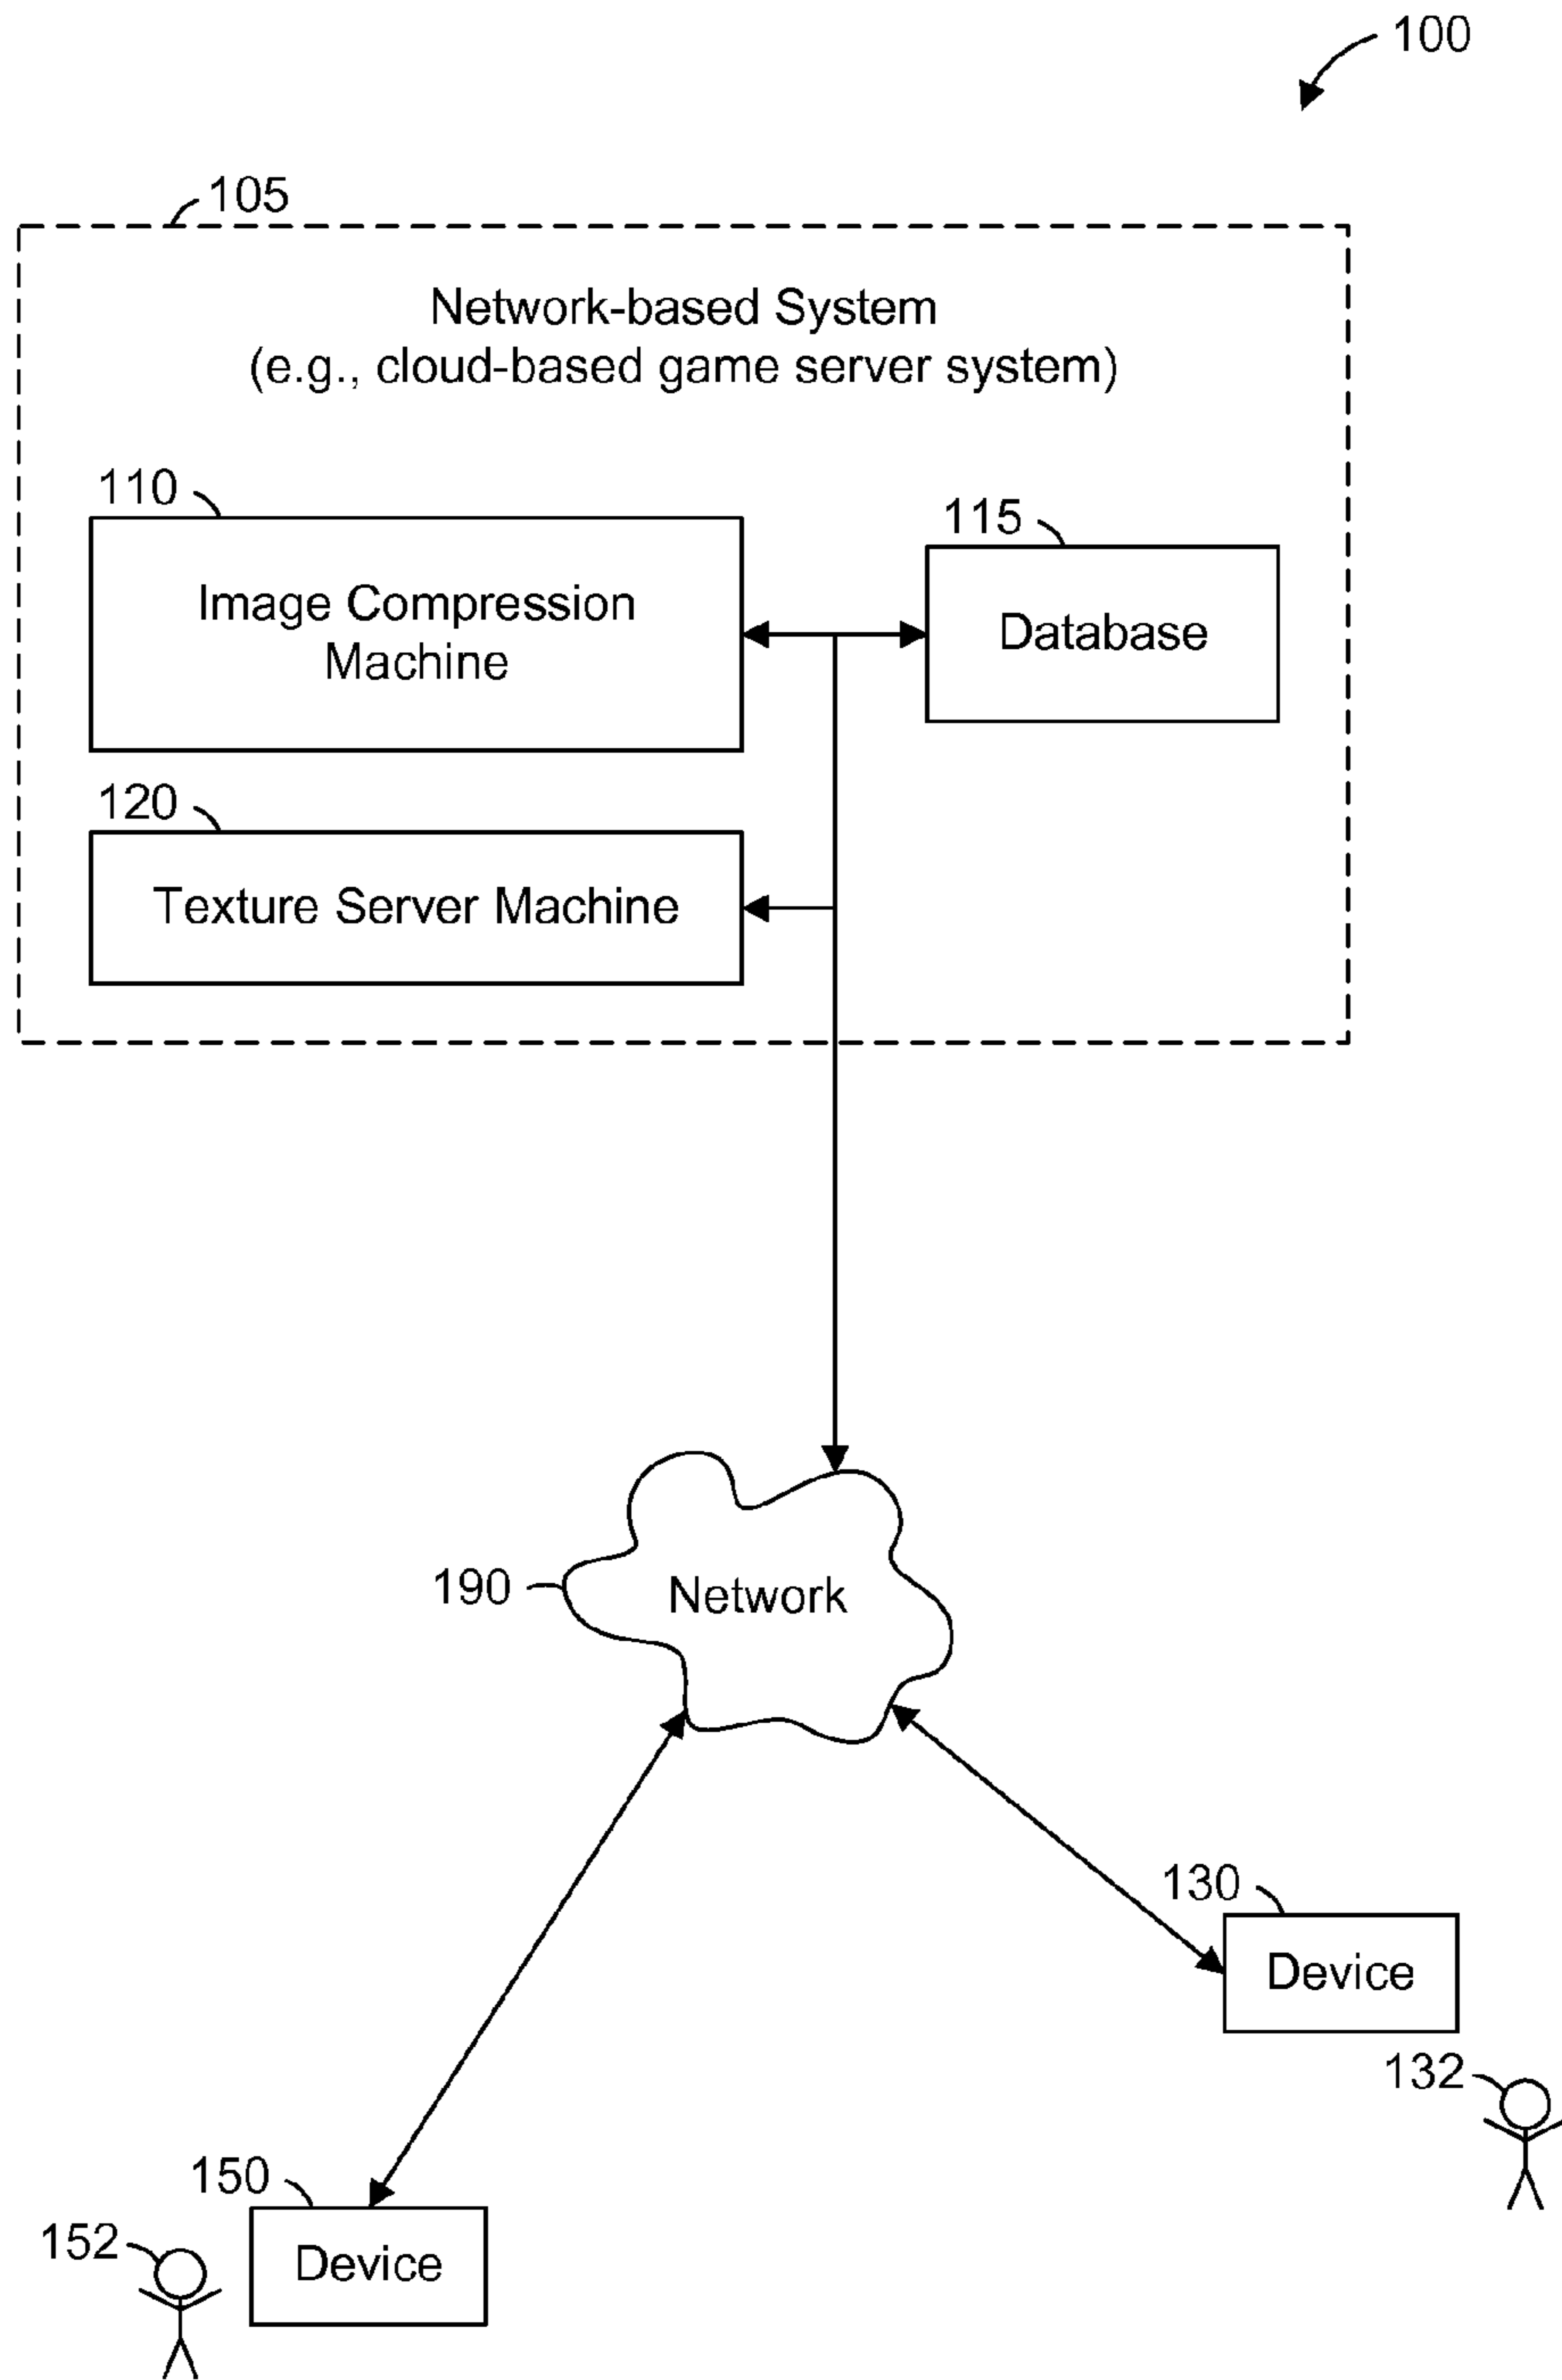 100
105
Network-based System
(e.g., cloud-based game server system)
110
Image Compression
Machine
115
Database
120
Texture Server Machine
190
Network
130
Device
132
150
Device
152